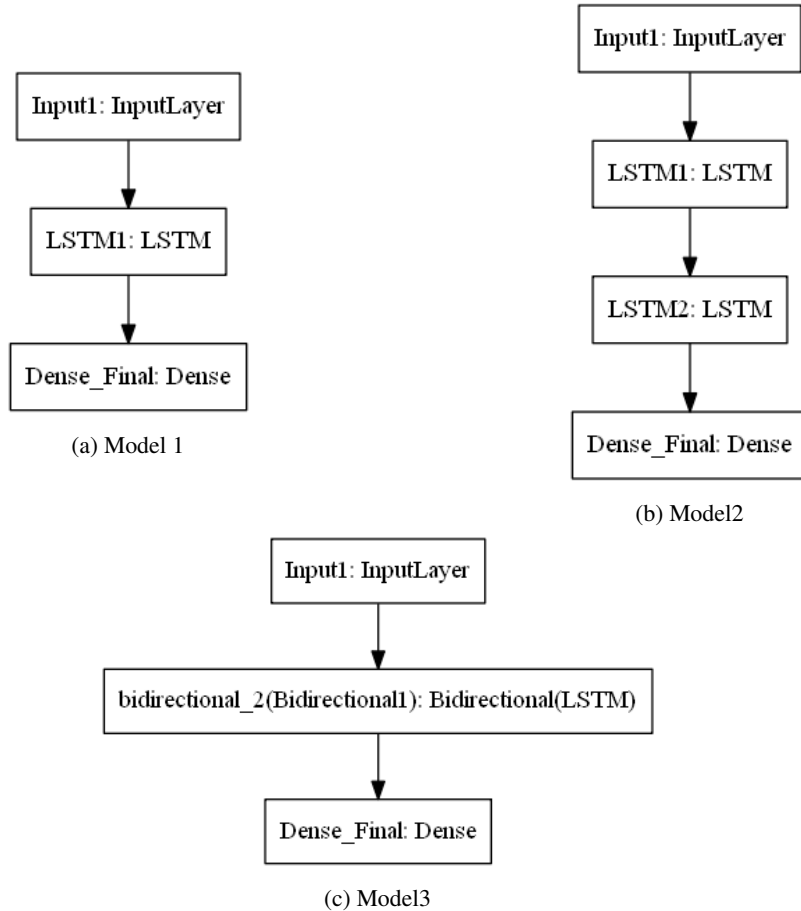 Input1: InputLayer
LSTM1: LSTM
Dense_Final: Dense
(a) Model 1
Input1: InputLayer
LSTM1: LSTM
LSTM2: LSTM
Dense_Final: Dense
(b) Model2
Input1: InputLayer
bidirectional_2(Bidirectional1): Bidirectional(LSTM)
Dense_Final: Dense
(c) Model3